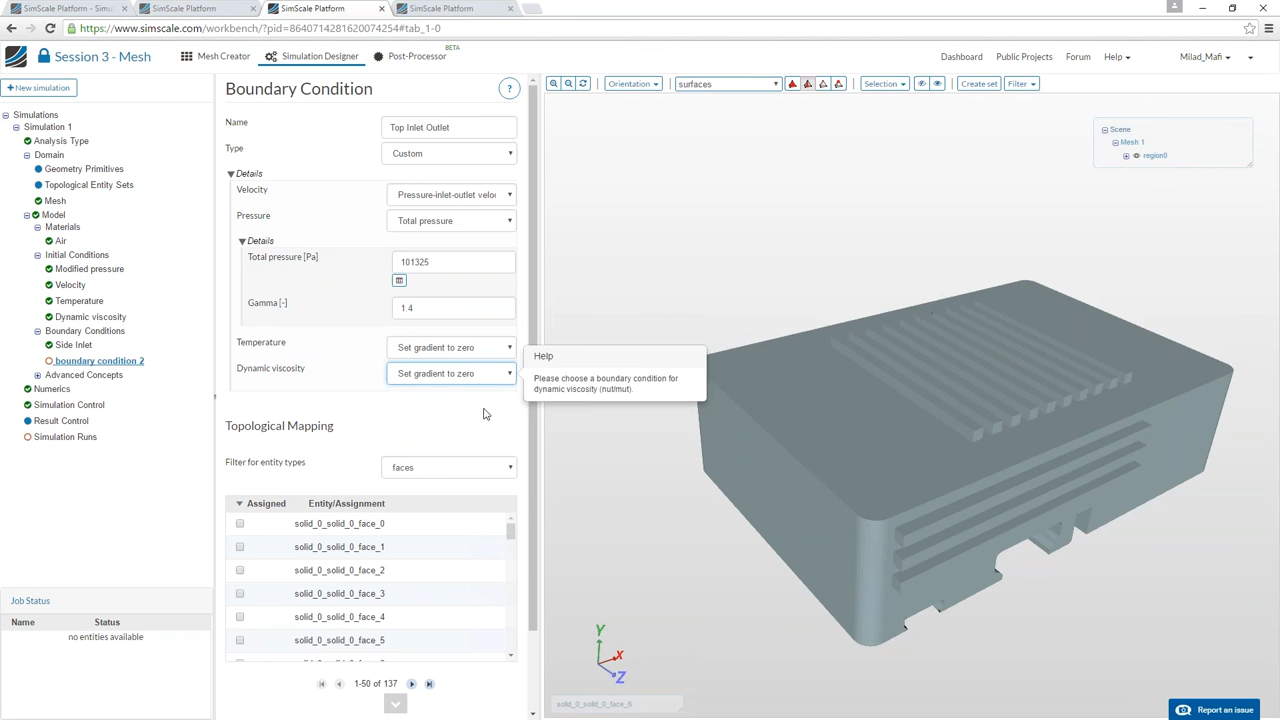 SimScale Platform - Simul
SimScale Platform
SimScale Platform
SimScale Platform
https://www.simscale.com/workbench/?pid=8640714281620074254#tab_1-0
Session 3 - Mesh
Mesh Creator
Simulation Designer
Post-Processor
BETA
Dashboard
Public Projects
Forum
Help
Milad_Mafi
+ New simulation
Simulations
Simulation 1
Analysis Type
Domain
Geometry Primitives
Topological Entity Sets
Mesh
Model
Materials
Air
Initial Conditions
Modified pressure
Velocity
Temperature
Dynamic viscosity
Boundary Conditions
Side Inlet
boundary condition 2
Advanced Concepts
Numerics
Simulation Control
Result Control
Simulation Runs
Job Status
Name Status
no entities available
Boundary Condition
?
Name
Top Inlet Outlet
Type
Custom
Details
Velocity
Pressure-inlet-outlet veloc
Pressure
Total pressure
Details
Total pressure [Pa]
101325
Gamma [-]
1.4
Temperature
Set gradient to zero
Dynamic viscosity
Set gradient to zero
Help
Please choose a boundary condition for
dynamic viscosity (nut/mut).
Topological Mapping
Filter for entity types
faces
Assigned Entity/Assignment
solid_0_solid_0_face_0
solid_0_solid_0_face_1
solid_0_solid_0_face_2
solid_0_solid_0_face_3
solid_0_solid_0_face_4
solid_0_solid_0_face_5
1-50 of 137
Orientation
surfaces
Selection
Create set
Filter
Scene
Mesh 1
region0
Y
X
Z
solid_0_solid_0_face_6
Report an issue